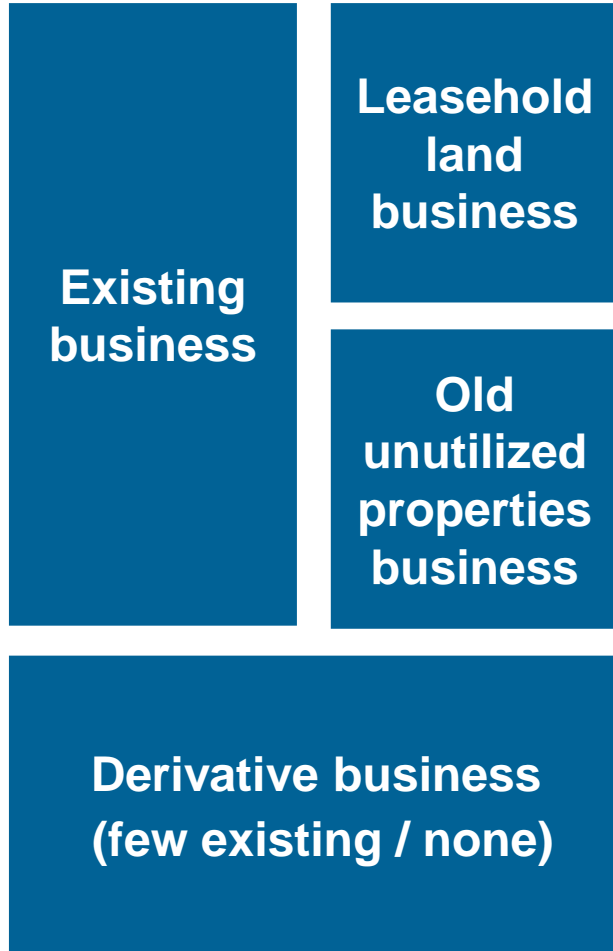 Existing
business
Leasehold
land
business
Old
unutilized
properties
business
Derivative business
(few existing / none)